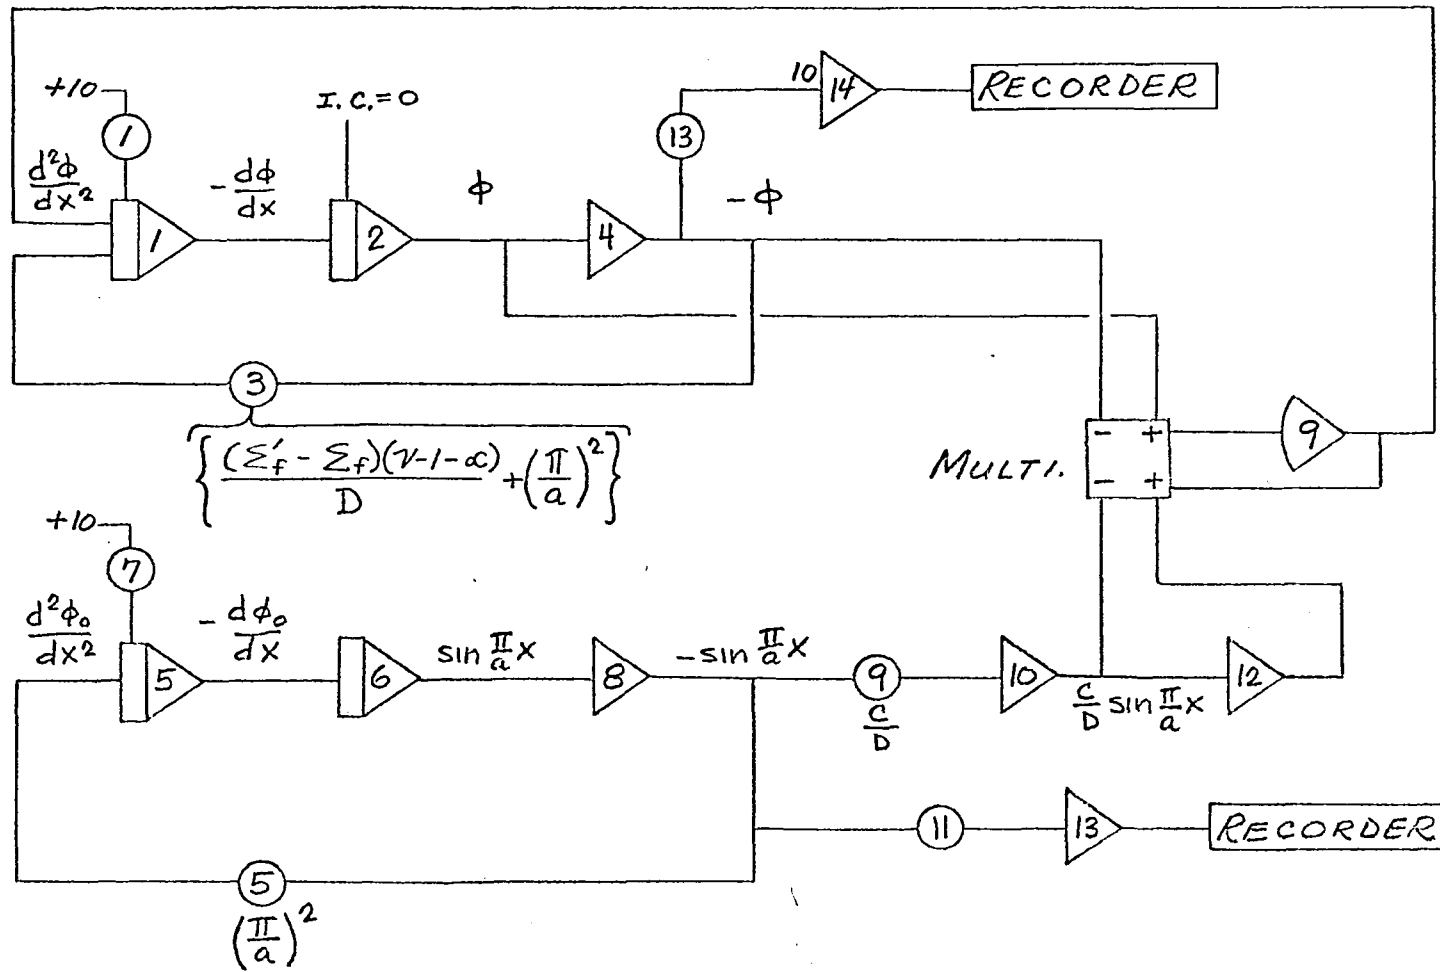 +10
1
I.C.=0
10
14
RECORDER
13
d²φ/dx²
-dφ/dx
φ
-φ
1
2
4
3
{(Σ'f - Σf)(ν-1-α)/D + (π/a)²}
MULTI.
- +
- +
9
+10
7
d²φ₀/dx²
-dφ₀/dx
sin π/a x
-sin π/a x
5
6
8
9
C/D
10
C/D sin π/a x
12
11
13
RECORDER
5
(π/a)²